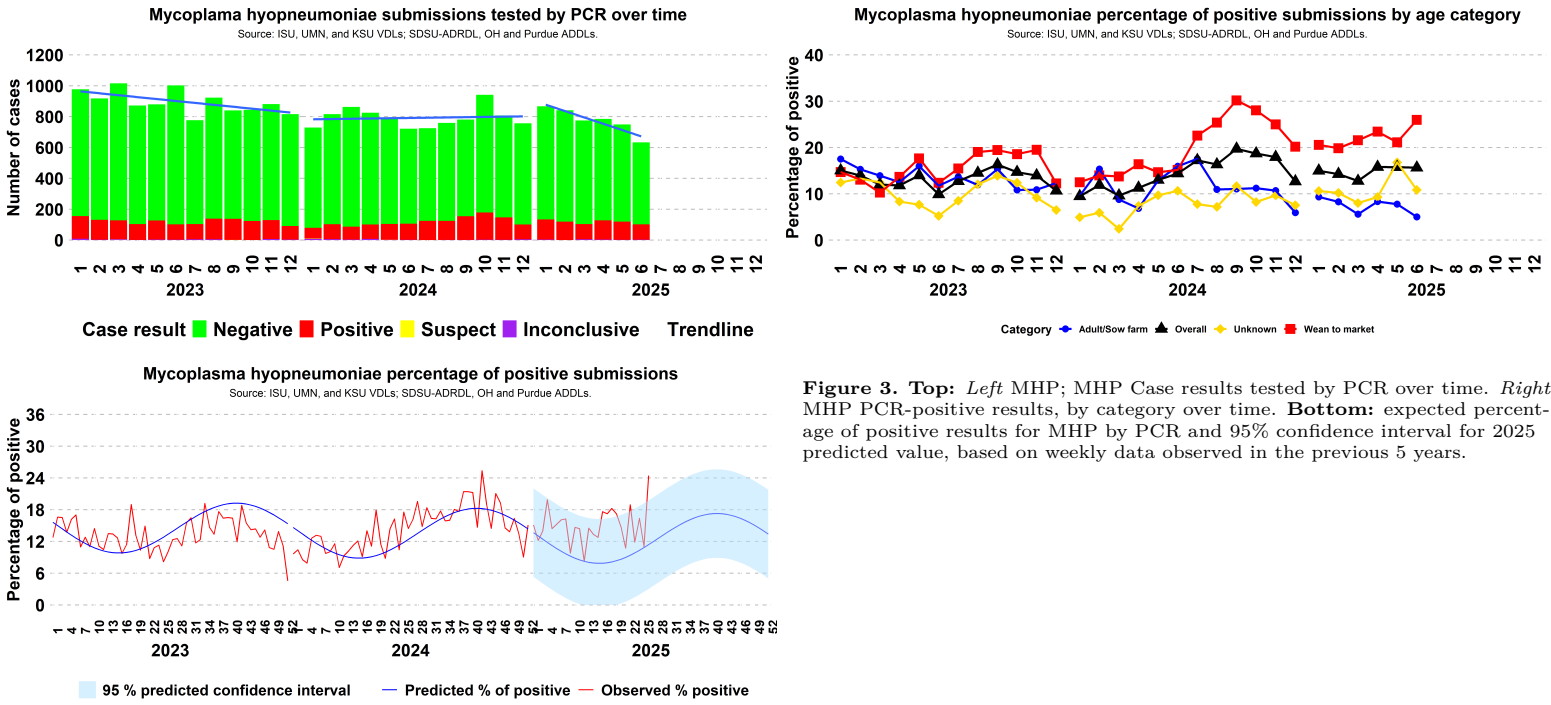 Mycoplama hyopneumoniae submissions tested by PCR over time
Source: ISU, UMN, and KSU VDLs; SDSU-ADRDL, OH and Purdue ADDLs.
Number of cases
1200
1000
800
600
400
200
0
1 2 3 4 5 6 7 8 9 10 11 12 1 2 3 4 5 6 7 8 9 10 11 12 1 2 3 4 5 6 7 8 9 10 11 12
2023 2024 2025
Case result Negative Positive Suspect Inconclusive Trendline
Mycoplasma hyopneumoniae percentage of positive submissions by age category
Source: ISU, UMN, and KSU VDLs; SDSU-ADRDL, OH and Purdue ADDLs.
Percentage of positive
40
30
20
10
0
1 2 3 4 5 6 7 8 9 10 11 12 1 2 3 4 5 6 7 8 9 10 11 12 1 2 3 4 5 6 7 8 9 10 11 12
2023 2024 2025
Category Adult/Sow farm Overall Unknown Wean to market
Mycoplasma hyopneumoniae percentage of positive submissions
Source: ISU, UMN, and KSU VDLs; SDSU-ADRDL, OH and Purdue ADDLs.
Percentage of positive
36
30
24
18
12
6
0
1 4 7 10 13 16 19 22 25 28 31 34 37 40 43 46 49 52 1 4 7 10 13 16 19 22 25 28 31 34 37 40 43 46 49 52 1 4 7 10 13 16 19 22 25 28 31 34 37 40 43 46 49 52
2023 2024 2025
95 % predicted confidence interval Predicted % of positive Observed % positive
Figure 3. Top: Left MHP; MHP Case results tested by PCR over time. Right
MHP PCR-positive results, by category over time. Bottom: expected percent-
age of positive results for MHP by PCR and 95% confidence interval for 2025
predicted value, based on weekly data observed in the previous 5 years.